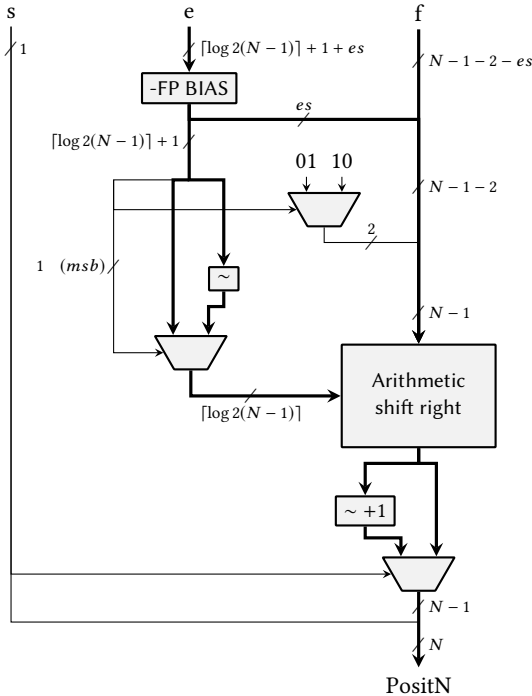 s
e
f
1
⌈log 2(N−1)⌉+1+es
N−1−2−es
-FP BIAS
es
⌈log 2(N−1)⌉+1
01 10
N−1−2
2
1 (msb)
~
N−1
Arithmetic
shift right
⌈log 2(N−1)⌉
~ +1
N−1
N
PositN